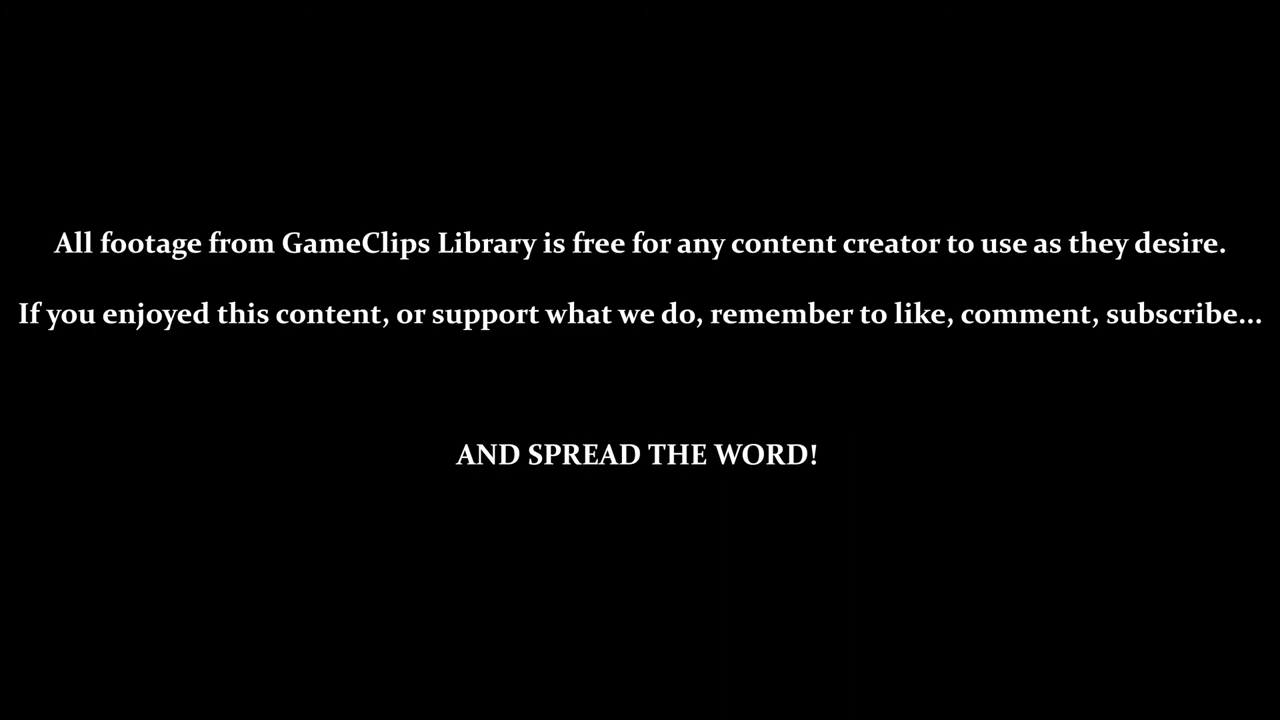 All footage from GameClips Library is free for any content creator to use as they desire.
If you enjoyed this content, or support what we do, remember to like, comment, subscribe...
AND SPREAD THE WORD!